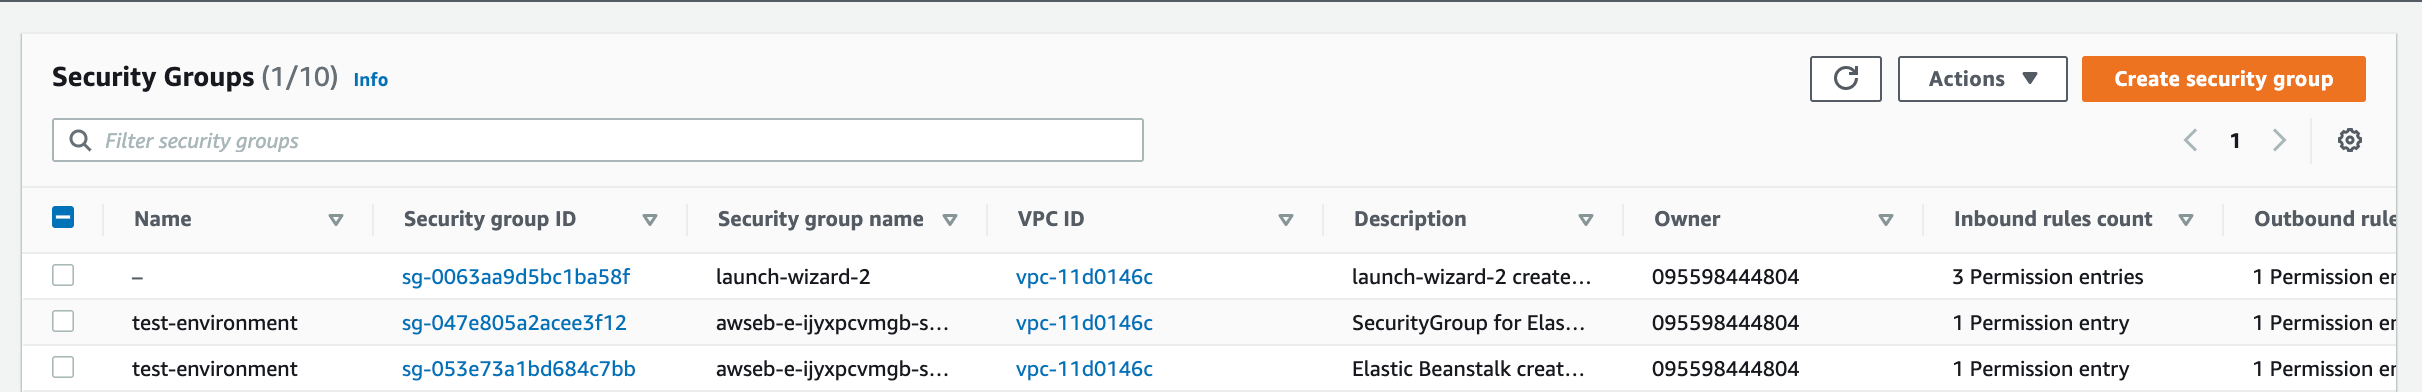 Security Groups (1/10) Info
Actions
Create security group
Filter security groups
1
Name Security group ID Security group name VPC ID Description Owner Inbound rules count Outbound rule
– sg-0063aa9d5bc1ba58f launch-wizard-2 vpc-11d0146c launch-wizard-2 create... 095598444804 3 Permission entries 1 Permission er
test-environment sg-047e805a2acee3f12 awseb-e-ijyxpcvmgb-s... vpc-11d0146c SecurityGroup for Elas... 095598444804 1 Permission entry 1 Permission er
test-environment sg-053e73a1bd684c7bb awseb-e-ijyxpcvmgb-s... vpc-11d0146c Elastic Beanstalk creat... 095598444804 1 Permission entry 1 Permission er